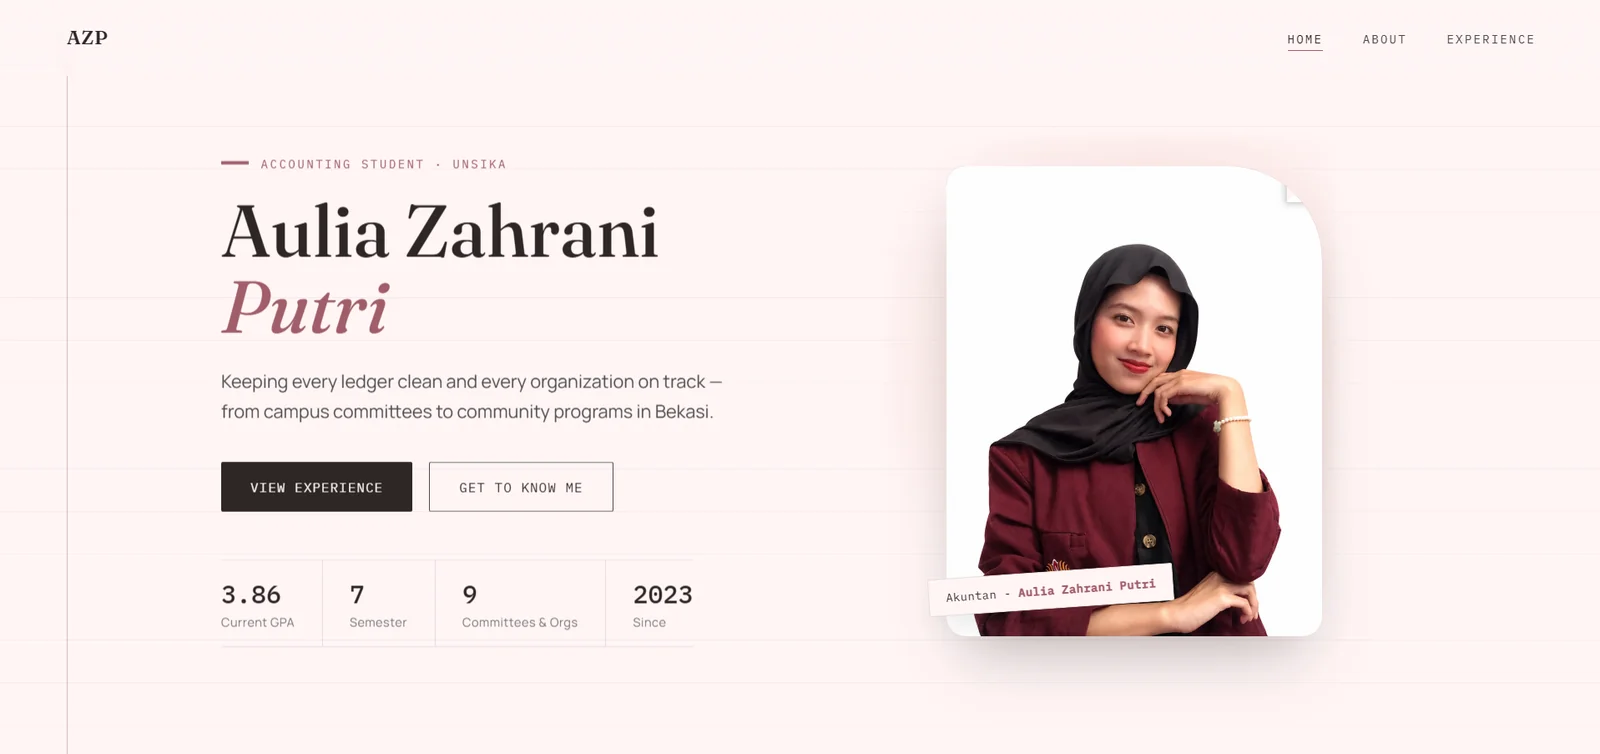 AZP
HOME ABOUT EXPERIENCE
ACCOUNTING STUDENT · UNSIKA
Aulia Zahrani
Putri
Keeping every ledger clean and every organization on track —
from campus committees to community programs in Bekasi.
VIEW EXPERIENCE GET TO KNOW ME
3.86 7 9 2023
Current GPA Semester Committees & Orgs Since
Akuntan - Aulia Zahrani Putri